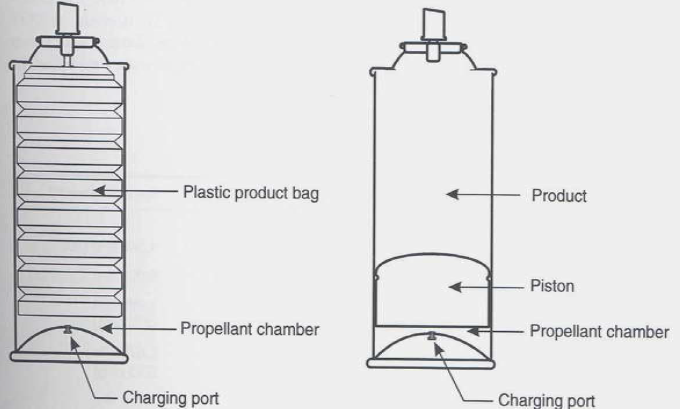 Plastic product bag
Propellant chamber
Charging port
Product
Piston
Propellant chamber
Charging port